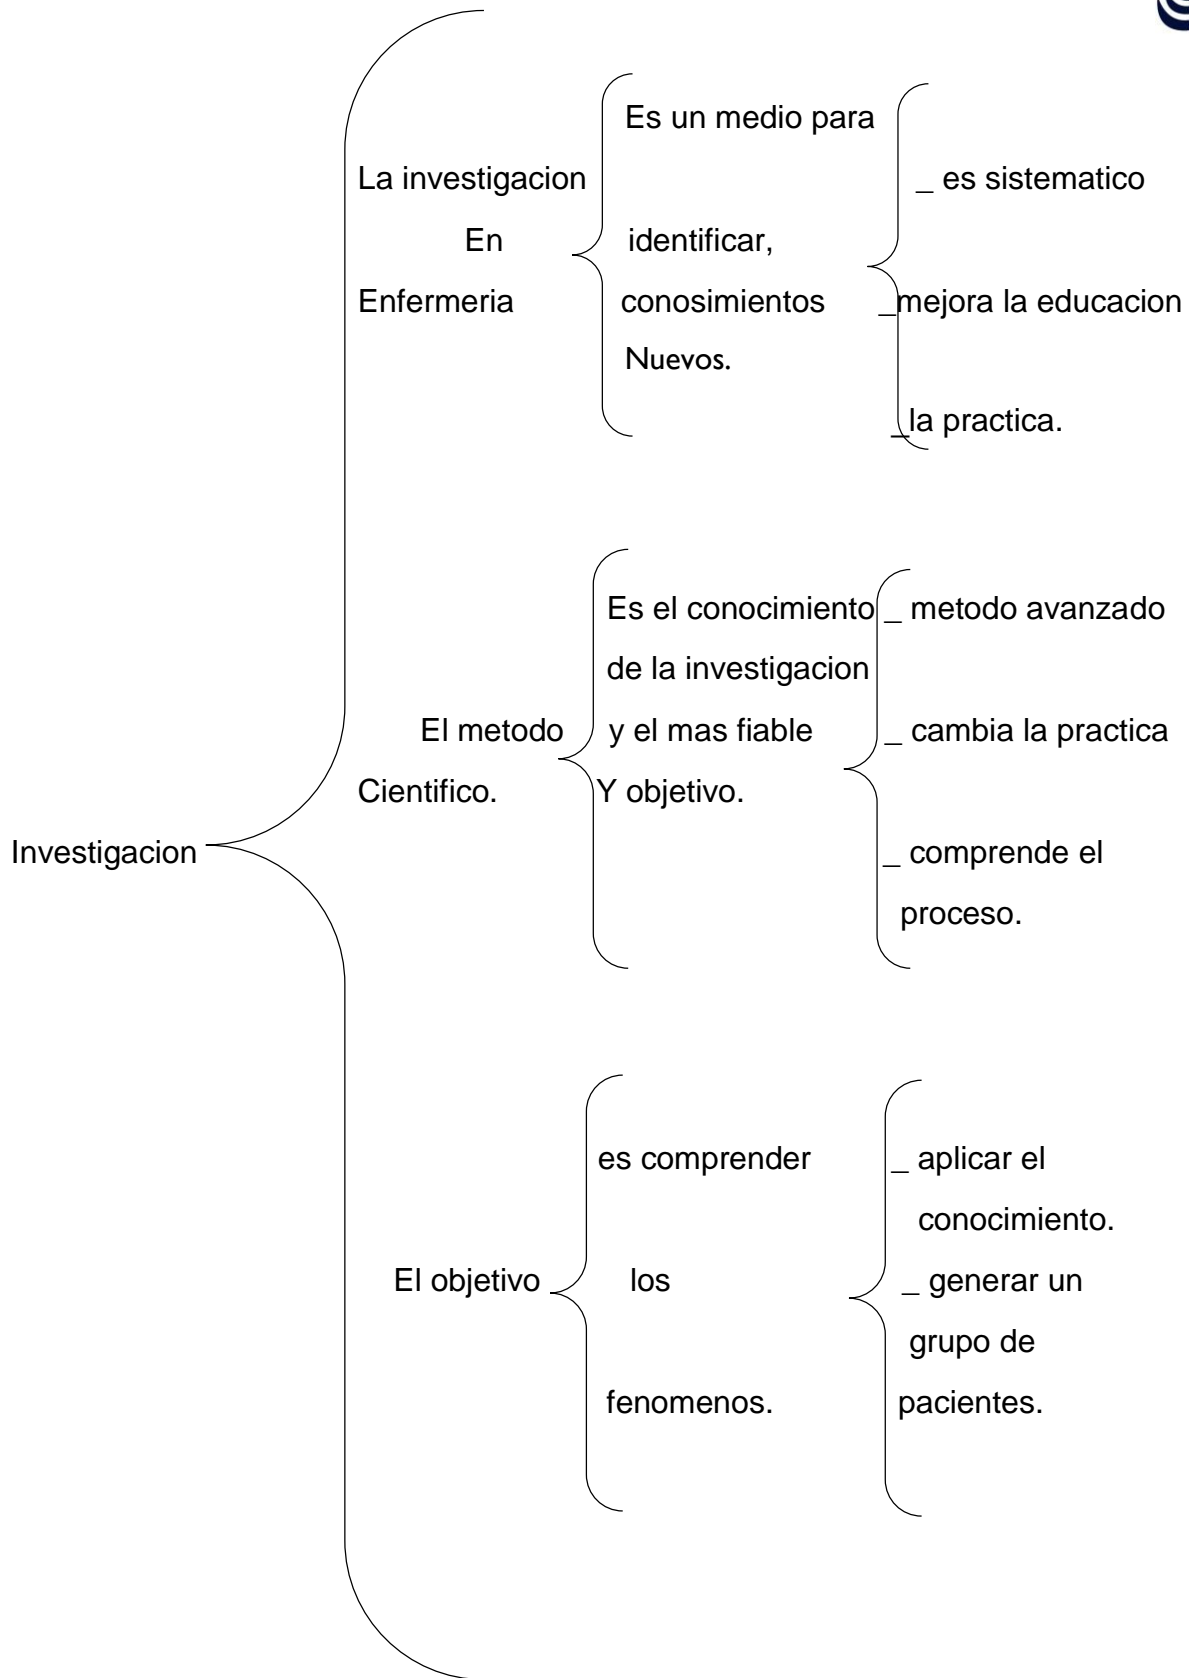 Investigacion
La investigacion
En
Enfermeria
Es un medio para
identificar,
conosimientos
Nuevos.
_ es sistematico
_mejora la educacion
_la practica.
El metodo
Cientifico.
Es el conocimiento
de la investigacion
y el mas fiable
Y objetivo.
_ metodo avanzado
_ cambia la practica
_ comprende el
proceso.
El objetivo
es comprender
los
fenomenos.
_ aplicar el
conocimiento.
_ generar un
grupo de
pacientes.